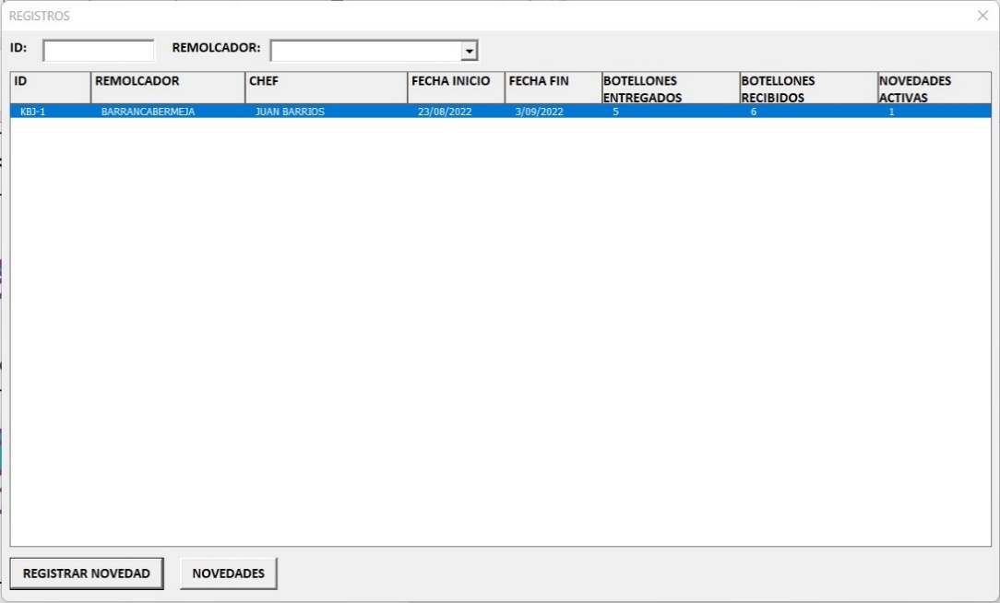 REGISTROS
ID: REMOLCADOR:
ID REMOLCADOR CHEF FECHA INICIO FECHA FIN BOTELLONES ENTREGADOS BOTELLONES RECIBIDOS NOVEDADES ACTIVAS
KBJ-1 BARRANCABERMEJA JUAN BARRIOS 23/08/2022 3/09/2022 5 6 1
REGISTRAR NOVEDAD NOVEDADES